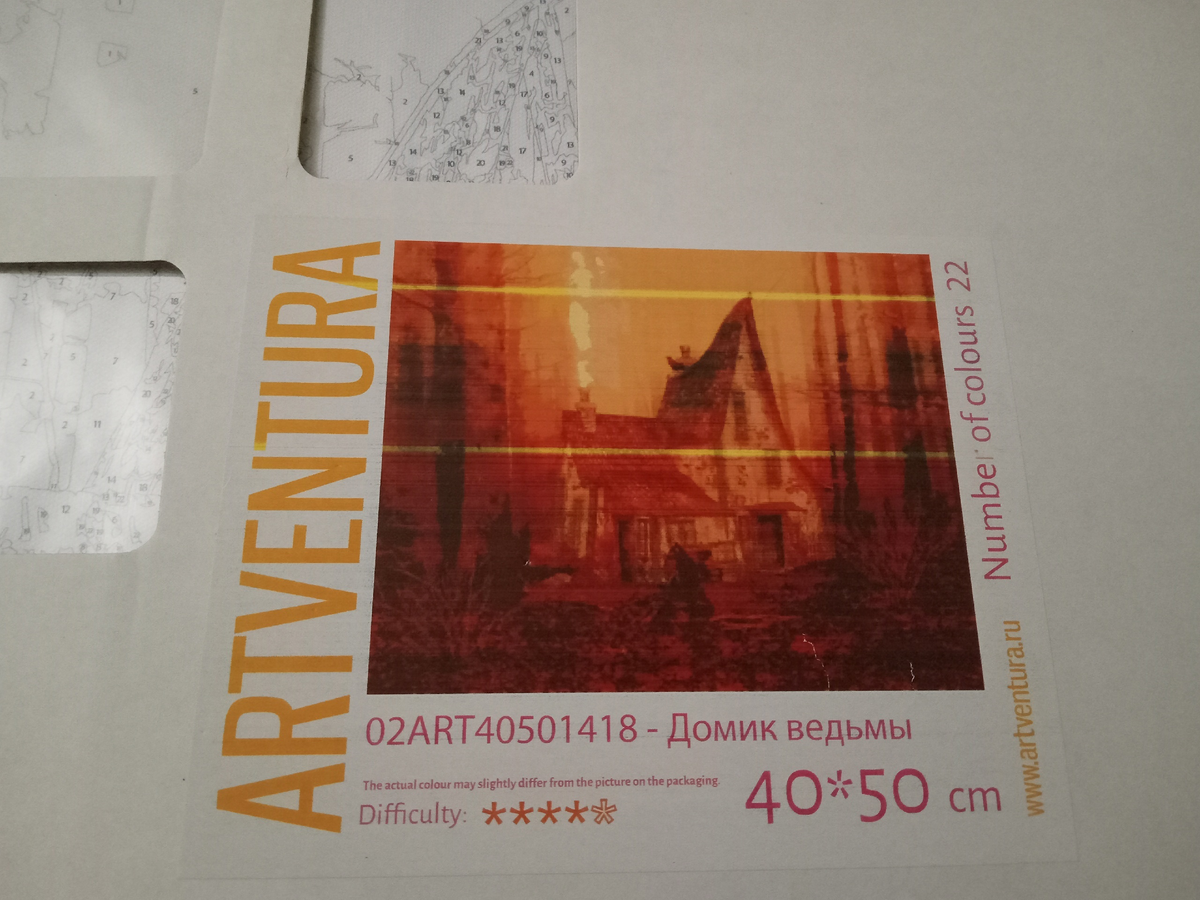 ARTVENTURA
Number of colours 22
02ART40501418 - Домик ведьмы
The actual colour may slightly differ from the picture on the packaging.
Difficulty: ****
40*50 cm
www.artventura.ru